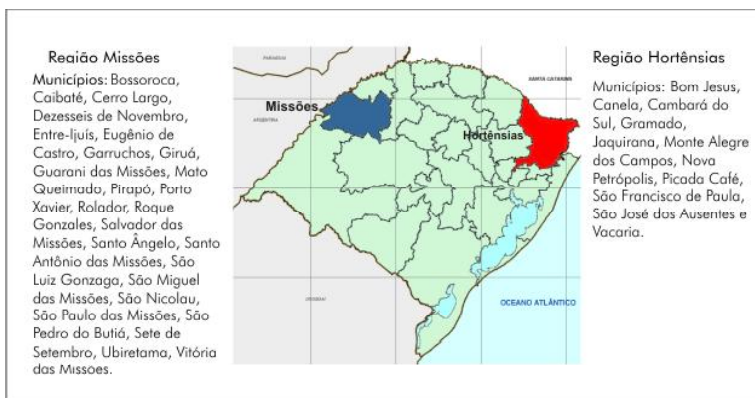 Região Missões
Municípios: Bossoroca,
Caibaté, Cerro Largo,
Dezesseis de Novembro,
Entre-Ijuís, Eugênio de
Castro, Garruchos, Giruá,
Guarani das Missões, Mato
Queimado, Pirapó, Porto
Xavier, Rolador, Roque
Gonzales, Salvador das
Missões, Santo Ângelo, Santo
Antônio das Missões, São
Luiz Gonzaga, São Miguel
das Missões, São Nicolau,
São Paulo das Missões, São
Pedro do Butiá, Sete de
Setembro, Ubiretama, Vitória
das Missões.
PARAGUAI
SANTA CATARINA
Missões
ARGENTINA
Hortênsias
URUGUAI
OCEANO ATLÂNTICO
Região Hortênsias
Municípios: Bom Jesus,
Canela, Cambará do
Sul, Gramado,
Jaquirana, Monte Alegre
dos Campos, Nova
Petrópolis, Picada Café,
São Francisco de Paula,
São José dos Ausentes e
Vacaria.